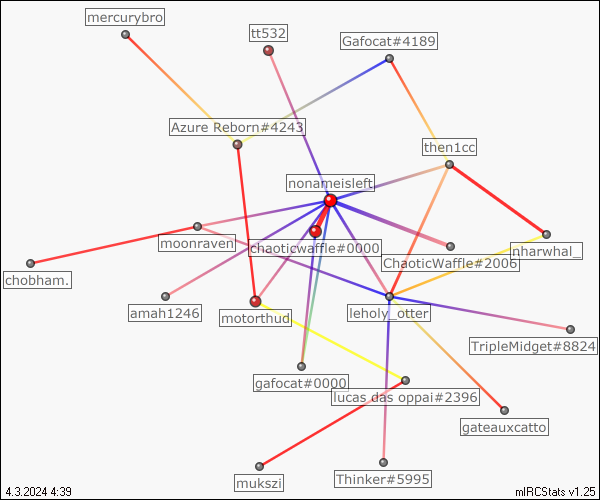 mercurybro
tt532
Gafocat#4189
Azure Reborn#4243
then1cc
nonameisleft
moonraven
chaoticwaffle#0000
ChaoticWaffle#2006
nharwhal_
chobham.
amah1246
motorthud
leholy_otter
TripleMidget#8824
gafocat#0000
lucas das oppai#2396
gateauxcatto
mukszi
Thinker#5995
4.3.2024 4:39
mIRCStats v1.25